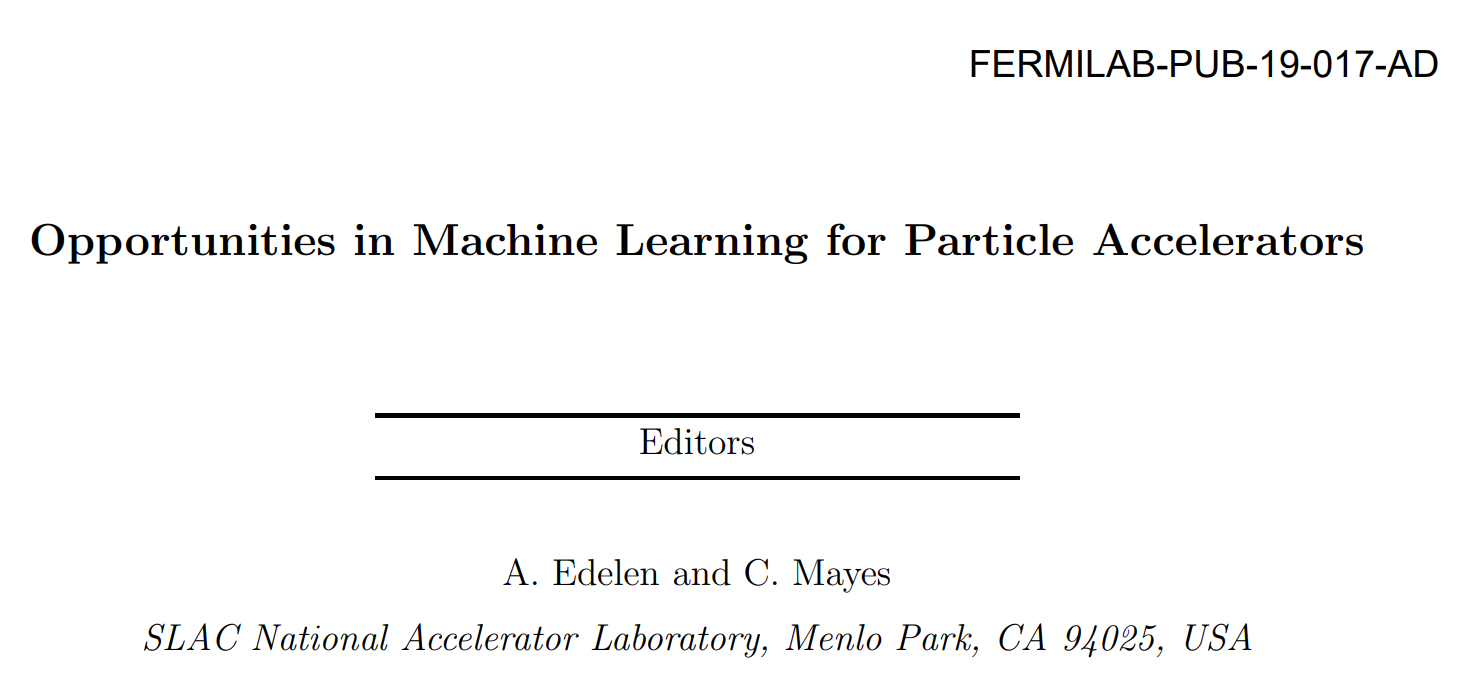 FERMILAB-PUB-19-017-AD
Opportunities in Machine Learning for Particle Accelerators
Editors
A. Edelen and C. Mayes
SLAC National Accelerator Laboratory, Menlo Park, CA 94025, USA